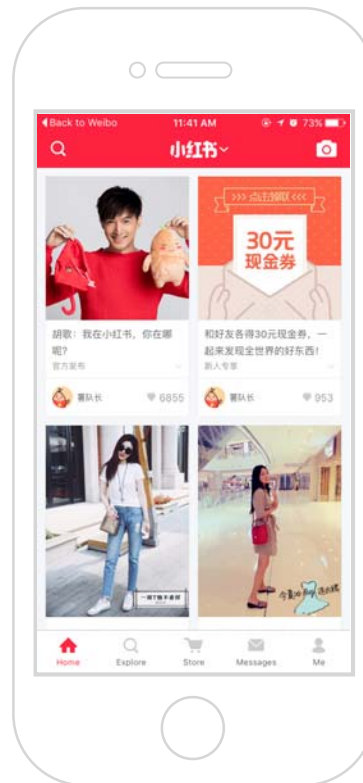 Back to Weibo
11:41 AM
73%
小红书
>>> 点击领取 <<<
30元
现金券
胡歌：我在小红书，你在哪
呢?
官方发布
薯队长
6855
和好友各得30元现金券，一
起来发现全世界的好东西!
新人专享
薯队长
953
Home
Explore
Store
Messages
Me